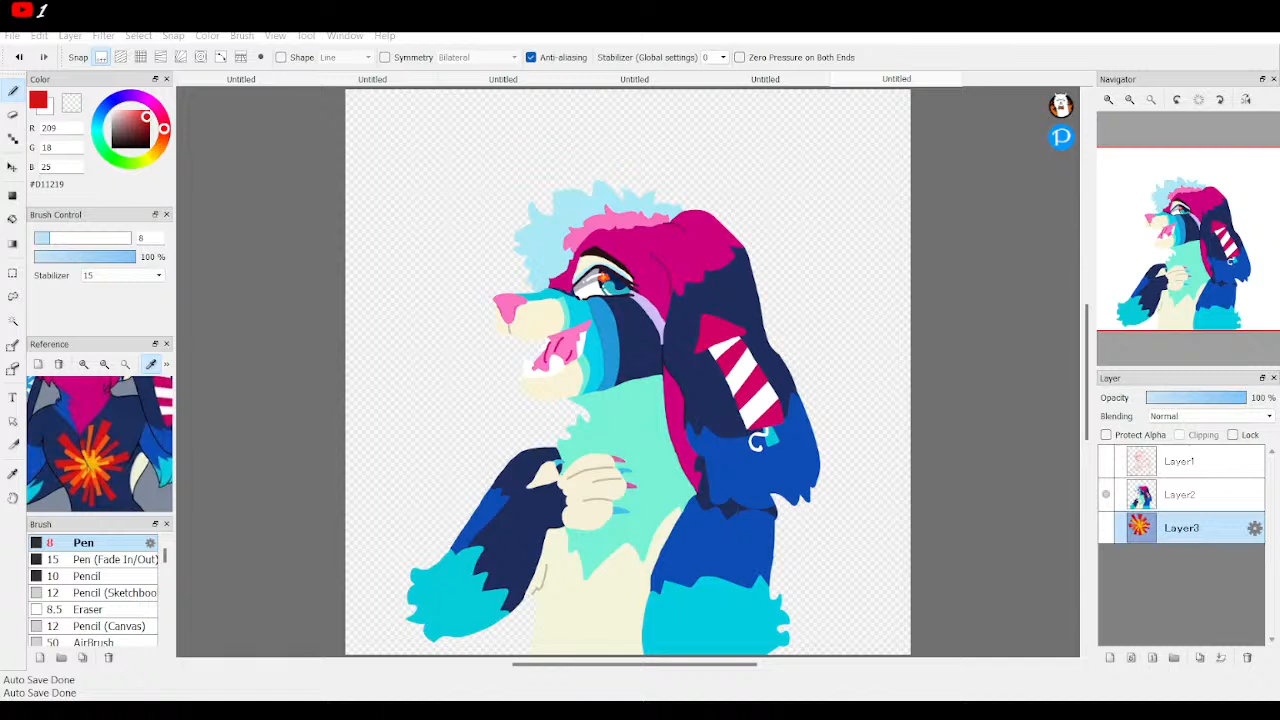 1
File Edit Layer Filter Select Snap Color Brush View Tool Window Help
Snap Shape Line Symmetry Bilateral Anti-aliasing Stabilizer (Global settings) 0 Zero Pressure on Both Ends
Color Untitled Untitled Untitled Untitled Untitled Untitled Navigator
R 209
G 18
B 25
#D11219
Brush Control
8
100 %
Stabilizer 15
Reference
Brush
8 Pen
15 Pen (Fade In/Out)
10 Pencil
12 Pencil (Sketchboo
8.5 Eraser
12 Pencil (Canvas)
50 AirBrush
Layer
Opacity 100 %
Blending Normal
Protect Alpha Clipping Lock
Layer1
Layer2
Layer3
Auto Save Done
Auto Save Done